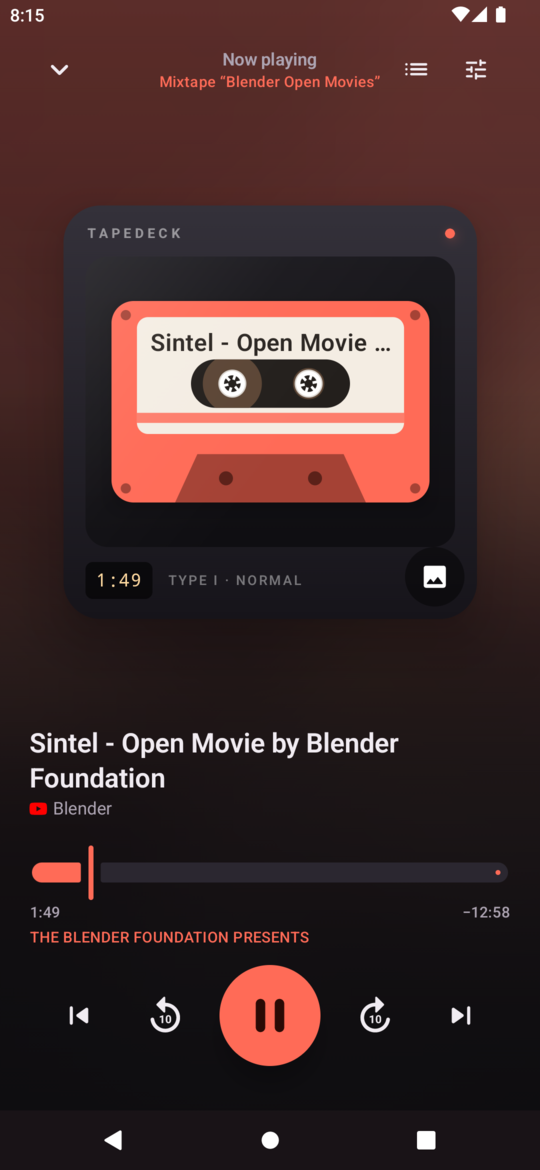 8:15
Now playing
Mixtape "Blender Open Movies"
TAPEDECK
Sintel - Open Movie ...
1:49
TYPE I · NORMAL
Sintel - Open Movie by Blender
Foundation
Blender
1:49
−12:58
THE BLENDER FOUNDATION PRESENTS
10
10